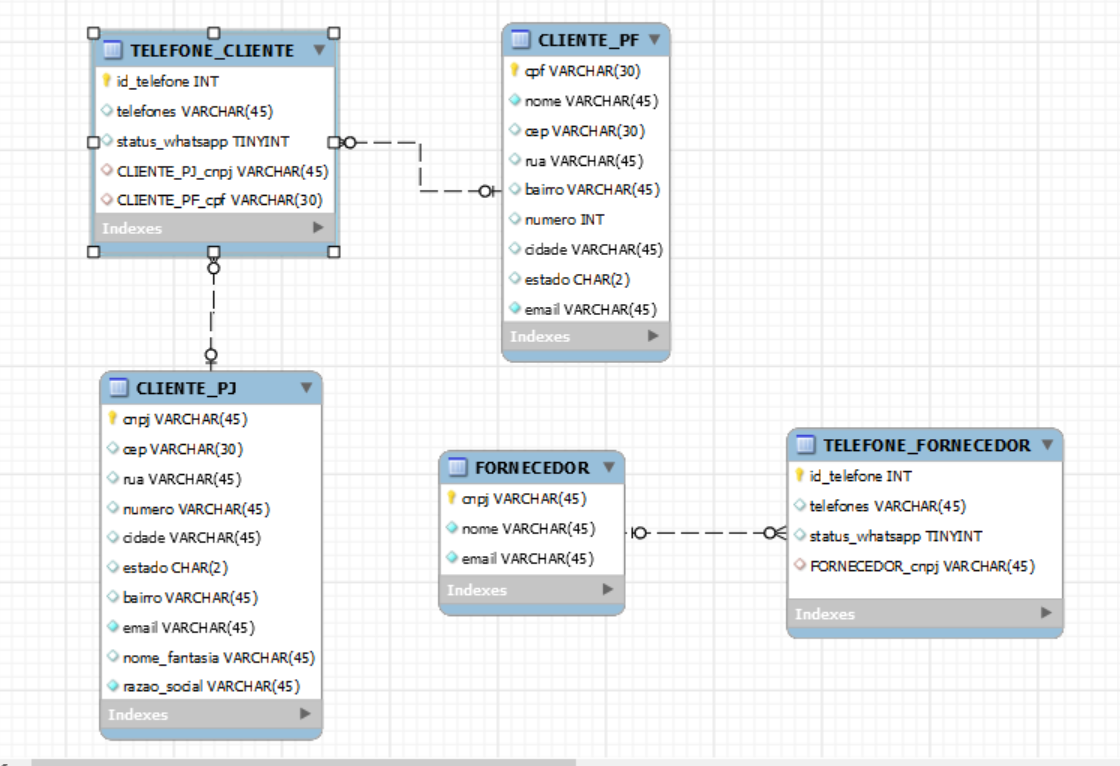 TELEFONE_CLIENTE
id_telefone INT
telefones VARCHAR(45)
status_whatsapp TINYINT
CLIENTE_PJ_cnpj VARCHAR(45)
CLIENTE_PF_cpf VARCHAR(30)
Indexes
CLIENTE_PF
cpf VARCHAR(30)
nome VARCHAR(45)
cep VARCHAR(30)
rua VARCHAR(45)
bairro VARCHAR(45)
numero INT
cidade VARCHAR(45)
estado CHAR(2)
email VARCHAR(45)
Indexes
CLIENTE_PJ
cnpj VARCHAR(45)
cep VARCHAR(30)
rua VARCHAR(45)
numero VARCHAR(45)
cidade VARCHAR(45)
estado CHAR(2)
bairro VARCHAR(45)
email VARCHAR(45)
nome_fantasia VARCHAR(45)
razao_social VARCHAR(45)
Indexes
FORNECEDOR
cnpj VARCHAR(45)
nome VARCHAR(45)
email VARCHAR(45)
Indexes
TELEFONE_FORNECEDOR
id_telefone INT
telefones VARCHAR(45)
status_whatsapp TINYINT
FORNECEDOR_cnpj VARCHAR(45)
Indexes